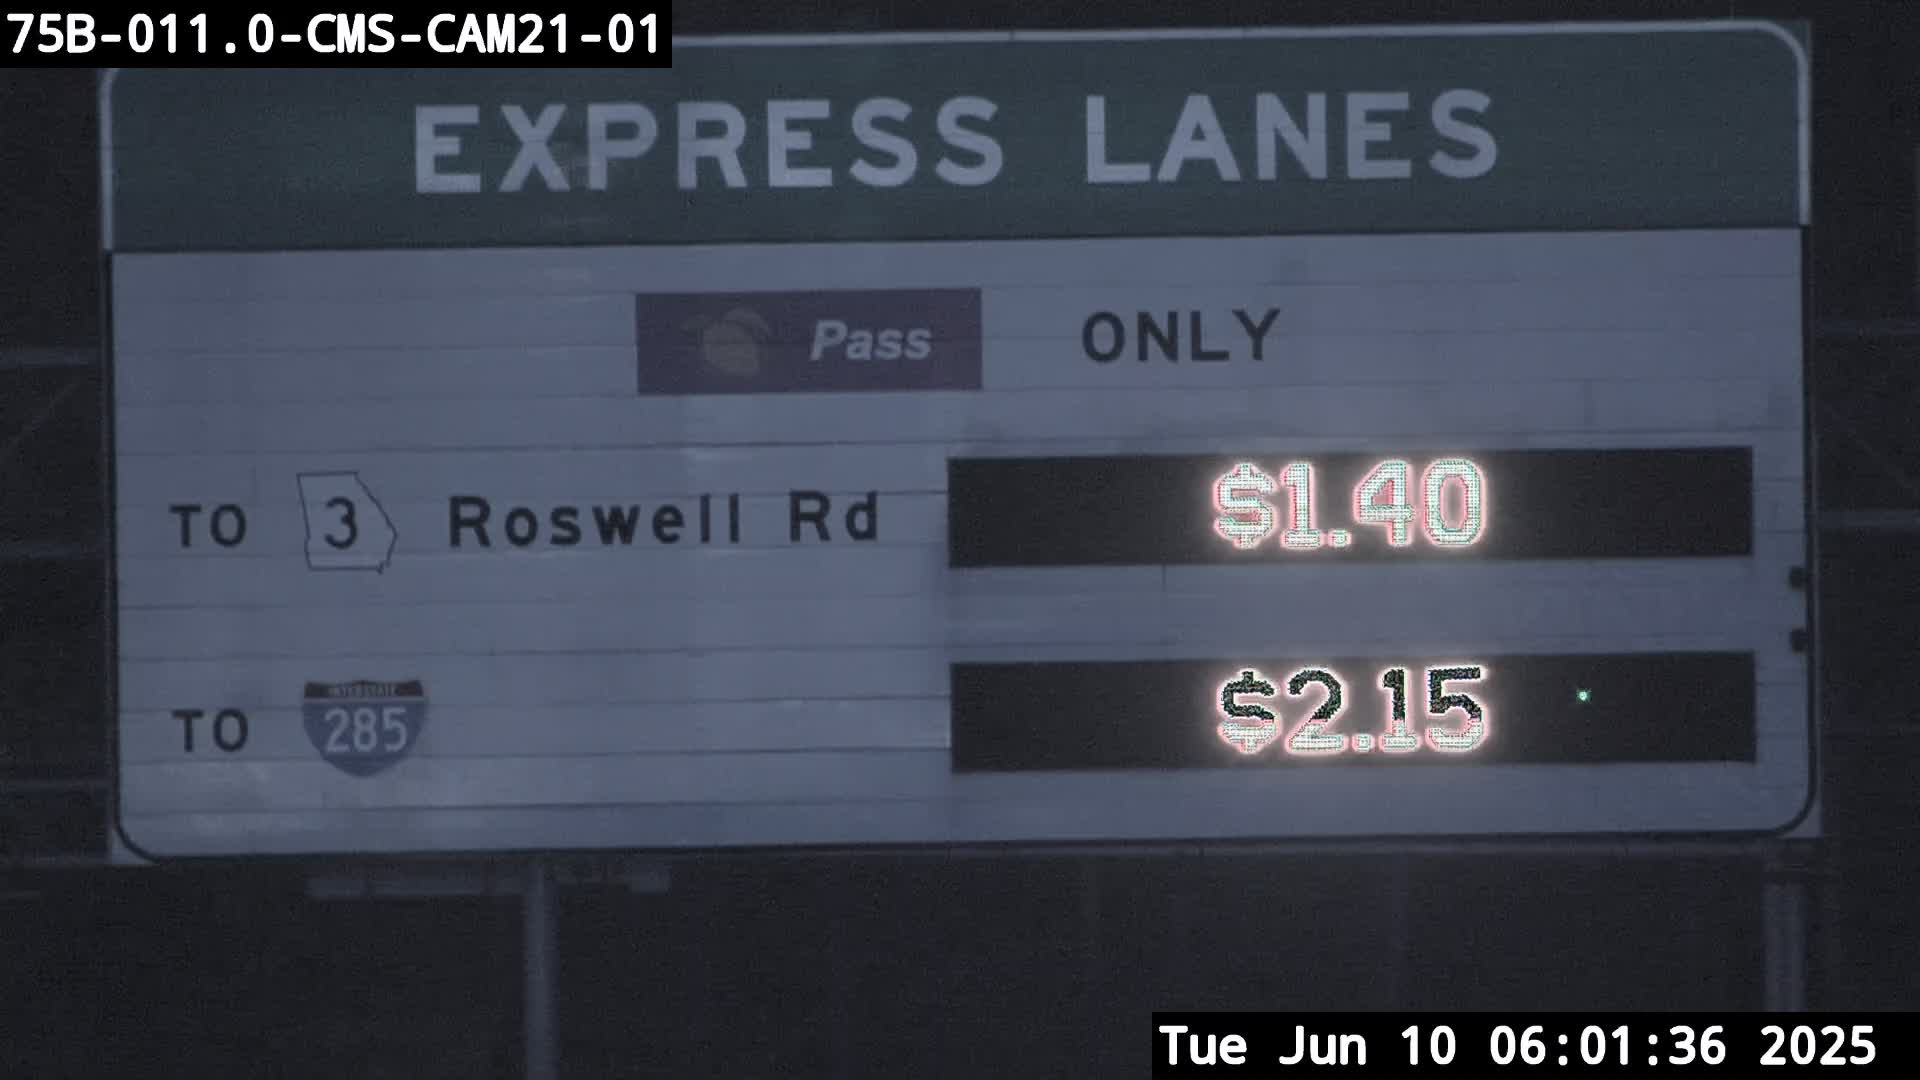 75B-011.0-CMS-CAM21-01
EXPRESS LANES
Pass ONLY
TO 3 Roswell Rd $1.40
TO INTERSTATE 285 $2.15
Tue Jun 10 06:01:36 2025